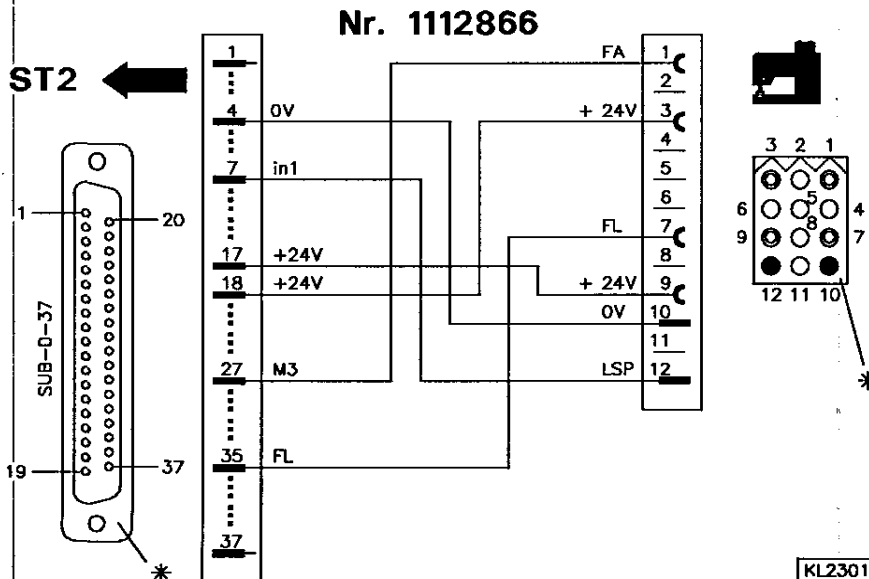 Nr. 1112866
ST2
1
4 0V
7 in1
17 +24V
18 +24V
27 M3
35 FL
37
FA 1
2
+ 24V 3
4
5
6
FL 7
8
+ 24V 9
0V 10
11
LSP 12
1
20
SUB-D-37
19
37
*
3 2 1
6 5 4
9 8 7
12 11 10
*
KL2301